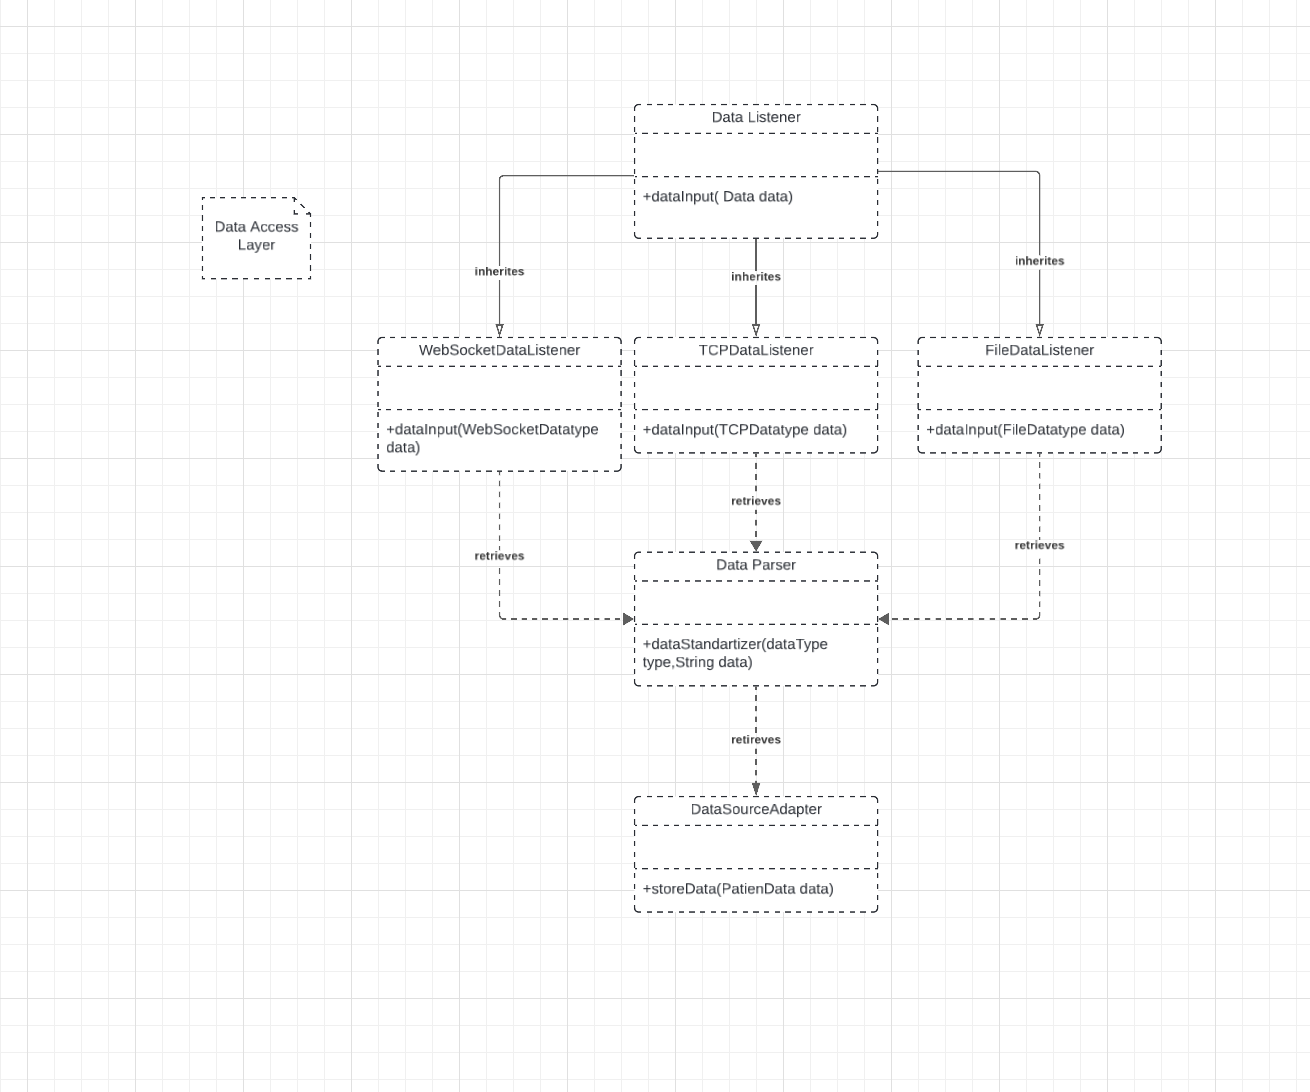 Data Listener
+dataInput( Data data)
Data Access
Layer
inherites
inherites
inherites
WebSocketDataListener
+dataInput(WebSocketDatatype
data)
TCPDataListener
+dataInput(TCPDatatype data)
FileDataListener
+dataInput(FileDatatype data)
retrieves
retrieves
retrieves
Data Parser
+dataStandartizer(dataType
type,String data)
retireves
DataSourceAdapter
+storeData(PatienData data)